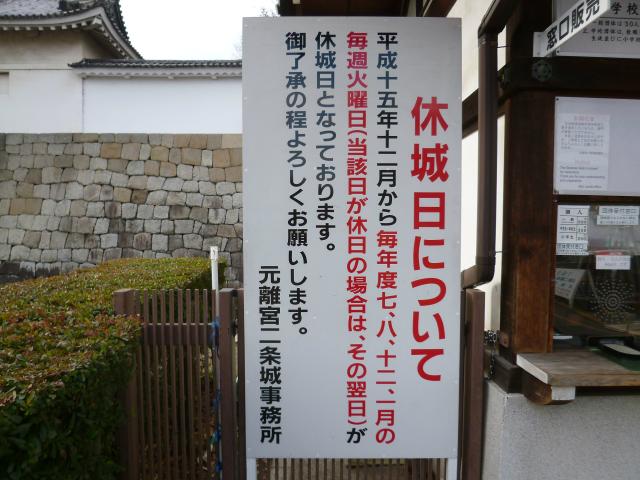 休城日について
平成十五年十二月から毎年度七、八、十二、一月の
毎週火曜日(当該日が休日の場合は、その翌日)が
休城日となっております。
御了承の程よろしくお願いします。
元離宮二条城事務所
窓口販売